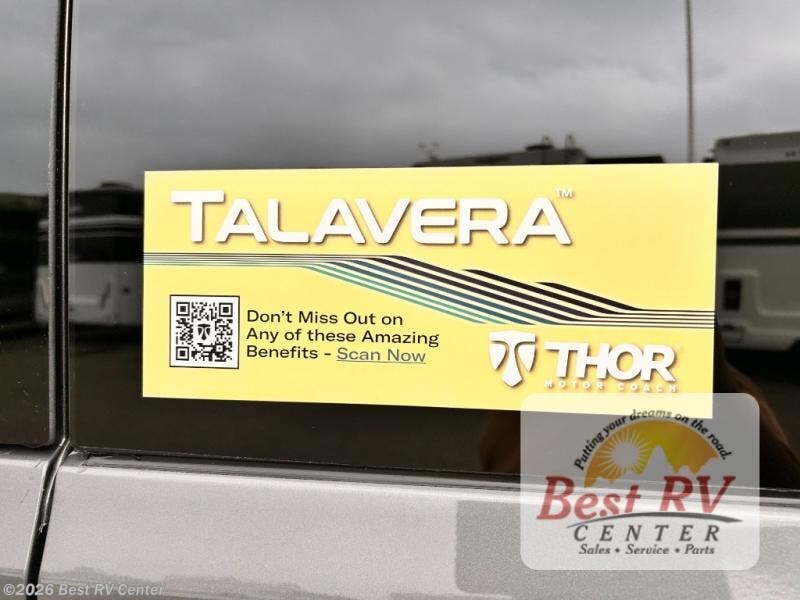 TALAVERA™
Don't Miss Out on
Any of these Amazing
Benefits - Scan Now
THOR
MOTOR COACH
Putting your dreams on the road.
Best RV
CENTER
Sales • Service • Parts
©2026 Best RV Center